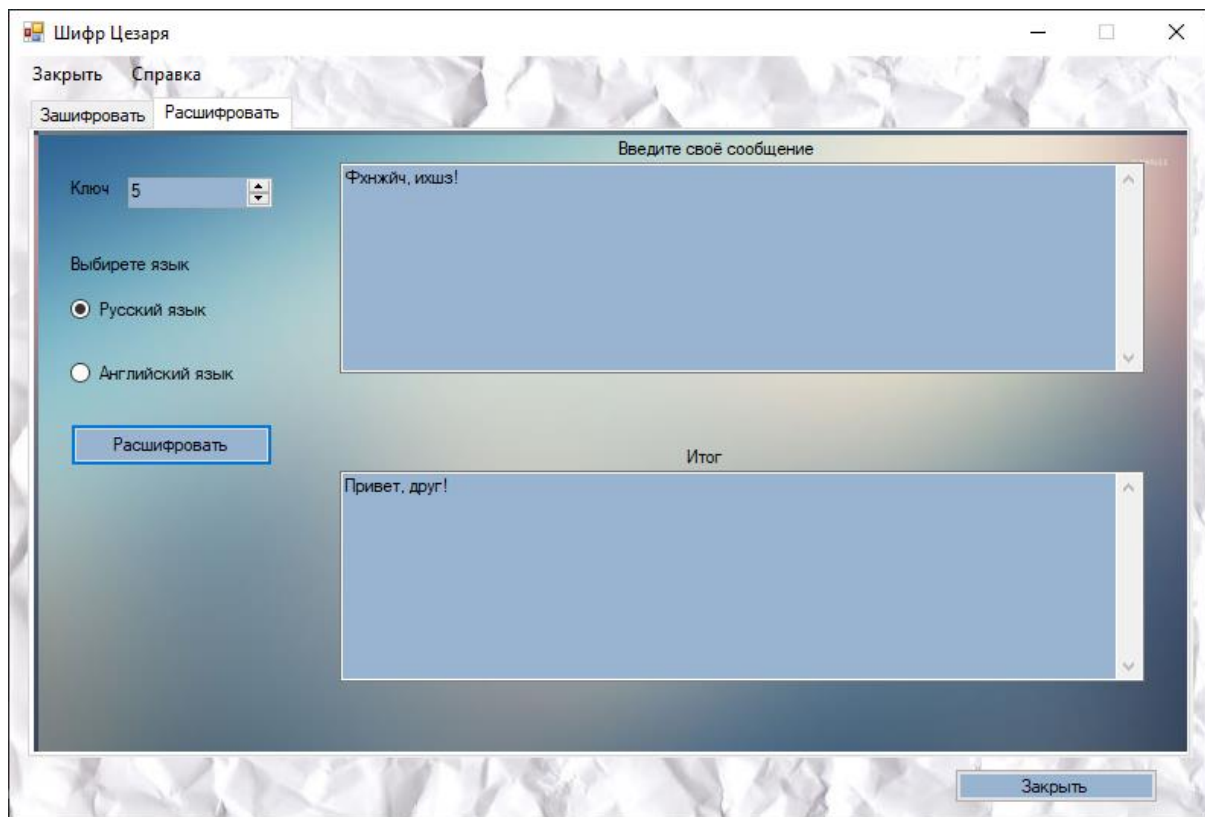 Шифр Цезаря
Закрыть Справка
Зашифровать Расшифровать
Введите своё сообщение
Ключ 5
Фхнжйч, ихшз!
Выбирете язык
Русский язык
Английский язык
Расшифровать
Итог
Привет, друг!
Закрыть